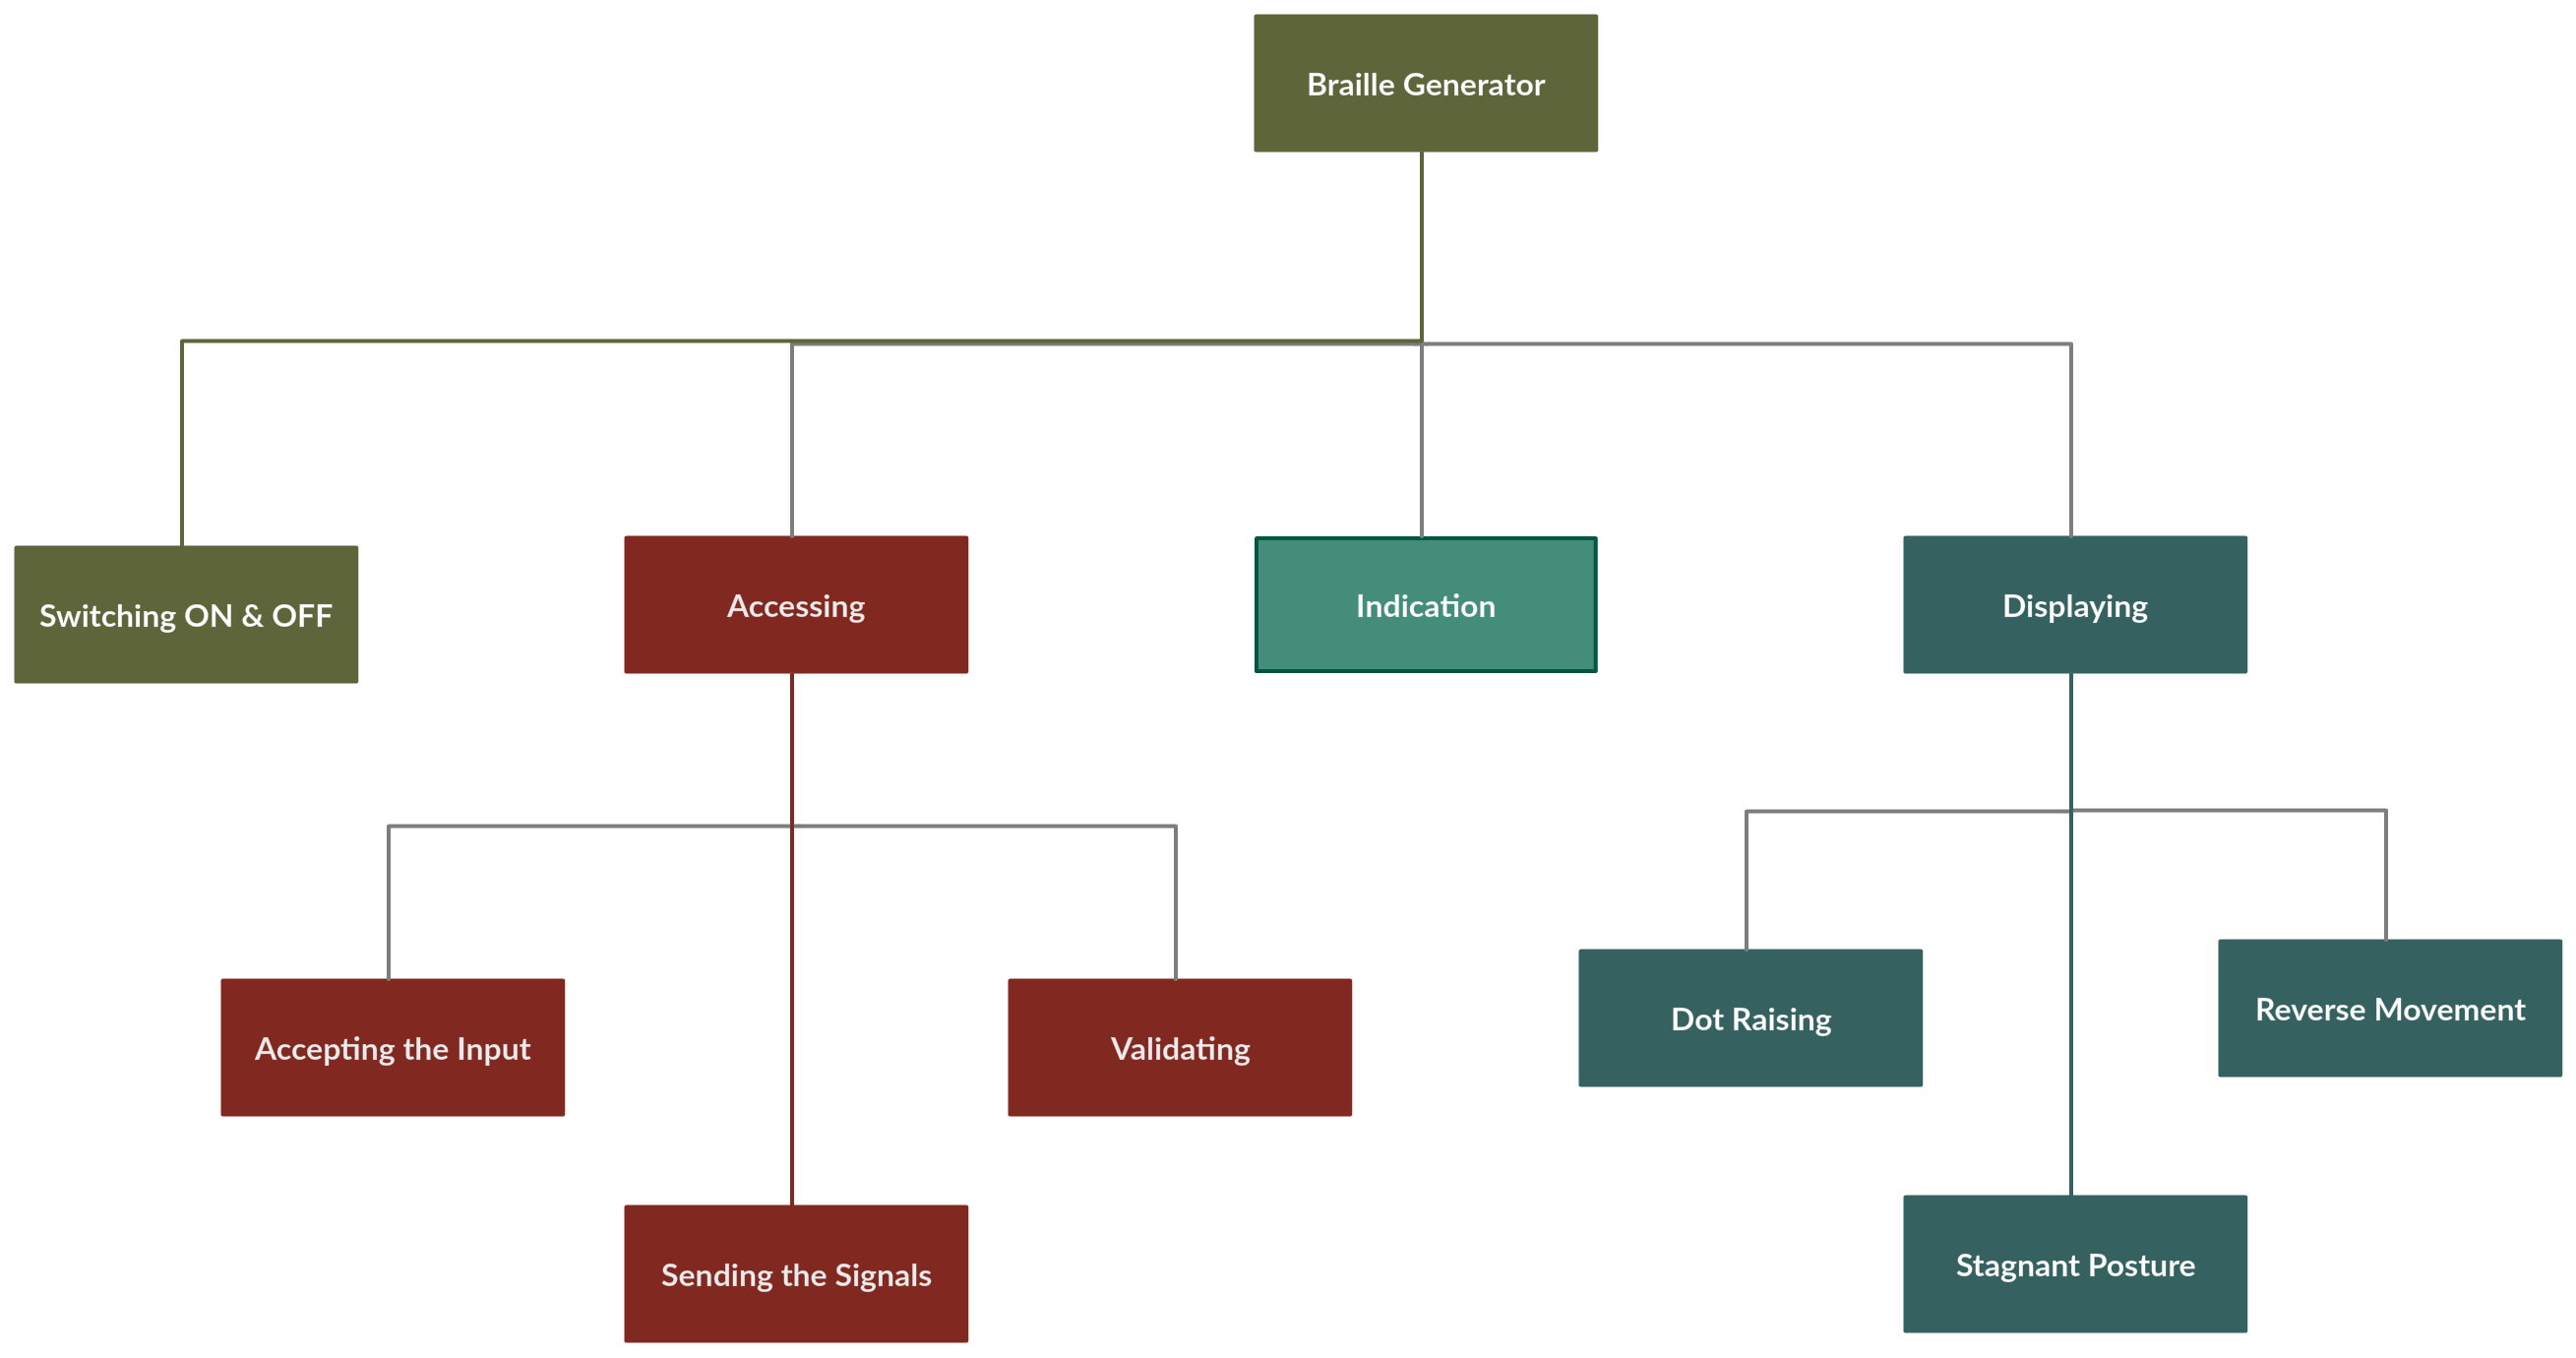 Braille Generator
Switching ON & OFF
Accessing
Indication
Displaying
Accepting the Input
Validating
Dot Raising
Reverse Movement
Sending the Signals
Stagnant Posture